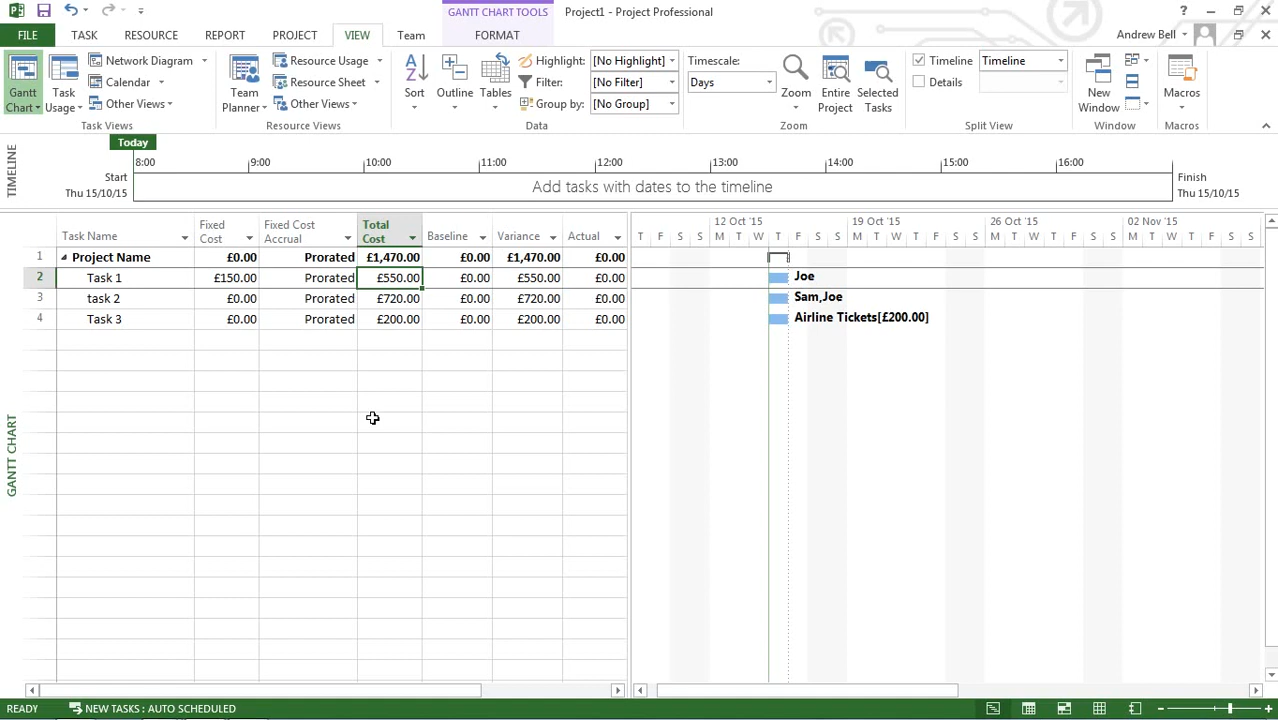 GANTT CHART TOOLS
Project1 - Project Professional
FILE TASK RESOURCE REPORT PROJECT VIEW Team FORMAT Andrew Bell
Gantt Chart
Task Usage
Network Diagram
Calendar
Other Views
Task Views
Team Planner
Resource Usage
Resource Sheet
Other Views
Resource Views
Sort
Outline
Tables
Highlight: [No Highlight]
Filter: [No Filter]
Group by: [No Group]
Data
Timescale:
Days
Zoom
Entire Project
Selected Tasks
Zoom
Timeline Timeline
Details
Split View
New Window
Window
Macros
Macros
Today
TIMELINE
8:00 9:00 10:00 11:00 12:00 13:00 14:00 15:00 16:00
Start
Thu 15/10/15
Add tasks with dates to the timeline
Finish
Thu 15/10/15
Task Name Fixed Cost Fixed Cost Accrual Total Cost Baseline Variance Actual
1 Project Name £0.00 Prorated £1,470.00 £0.00 £1,470.00 £0.00
2 Task 1 £150.00 Prorated £550.00 £0.00 £550.00 £0.00
3 task 2 £0.00 Prorated £720.00 £0.00 £720.00 £0.00
4 Task 3 £0.00 Prorated £200.00 £0.00 £200.00 £0.00
12 Oct '15 19 Oct '15 26 Oct '15 02 Nov '15
T F S S M T W T F S S M T W T F S S M T W T F S S M T W T F S S
Joe
Sam,Joe
Airline Tickets[£200.00]
GANTT CHART
READY NEW TASKS : AUTO SCHEDULED